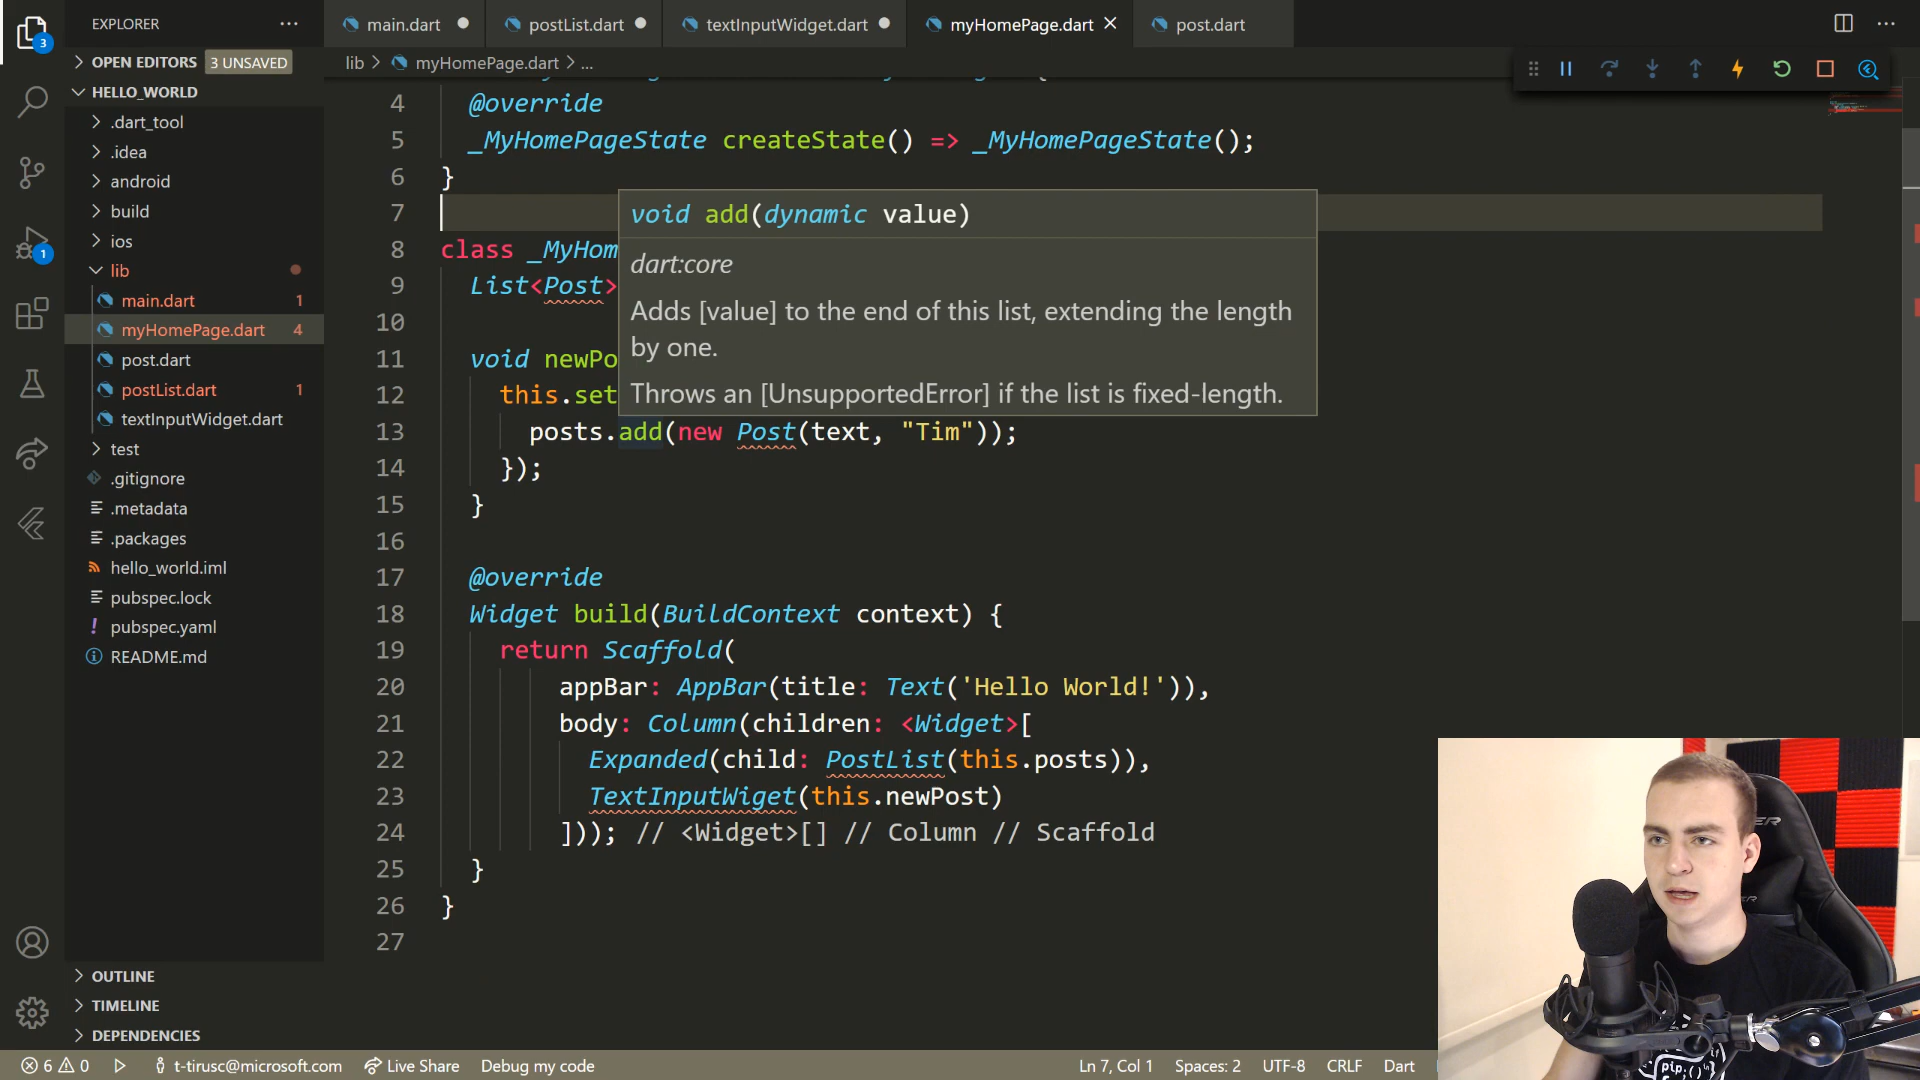 EXPLORER
main.dart
postList.dart
textInputWidget.dart
myHomePage.dart
post.dart
OPEN EDITORS 3 UNSAVED
lib > myHomePage.dart > ...
HELLO_WORLD
.dart_tool
.idea
android
build
ios
lib
main.dart 1
myHomePage.dart 4
post.dart
postList.dart 1
textInputWidget.dart
test
.gitignore
.metadata
.packages
hello_world.iml
pubspec.lock
pubspec.yaml
README.md
OUTLINE
TIMELINE
DEPENDENCIES
3
1
4 @override
5 _MyHomePageState createState() => _MyHomePageState();
6 }
7
8 class _MyHom
9 List<Post>
10
11 void newPo
12 this.set
13 posts.add(new Post(text, "Tim"));
14 });
15 }
16
17 @override
18 Widget build(BuildContext context) {
19 return Scaffold(
20 appBar: AppBar(title: Text('Hello World!')),
21 body: Column(children: <Widget>[
22 Expanded(child: PostList(this.posts)),
23 TextInputWiget(this.newPost)
24 ])); // <Widget>[] // Column // Scaffold
25 }
26 }
27
void add(dynamic value)
dart:core
Adds [value] to the end of this list, extending the length
by one.
Throws an [UnsupportedError] if the list is fixed-length.
6 0 t-tirusc@microsoft.com Live Share Debug my code
Ln 7, Col 1 Spaces: 2 UTF-8 CRLF Dart